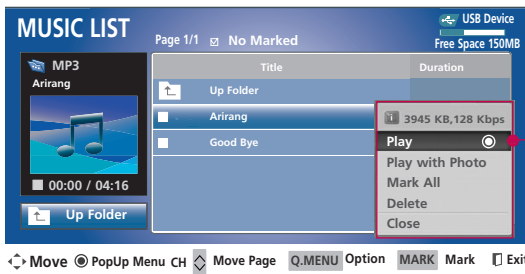 MUSIC LIST
Page 1/1 No Marked
USB Device
Free Space 150MB
MP3
Arirang
00:00 / 04:16
Up Folder
Title Duration
Up Folder
Arirang
Good Bye
3945 KB,128 Kbps
Play
Play with Photo
Mark All
Delete
Close
Move PopUp Menu CH Move Page Q.MENU Option MARK Mark Exi